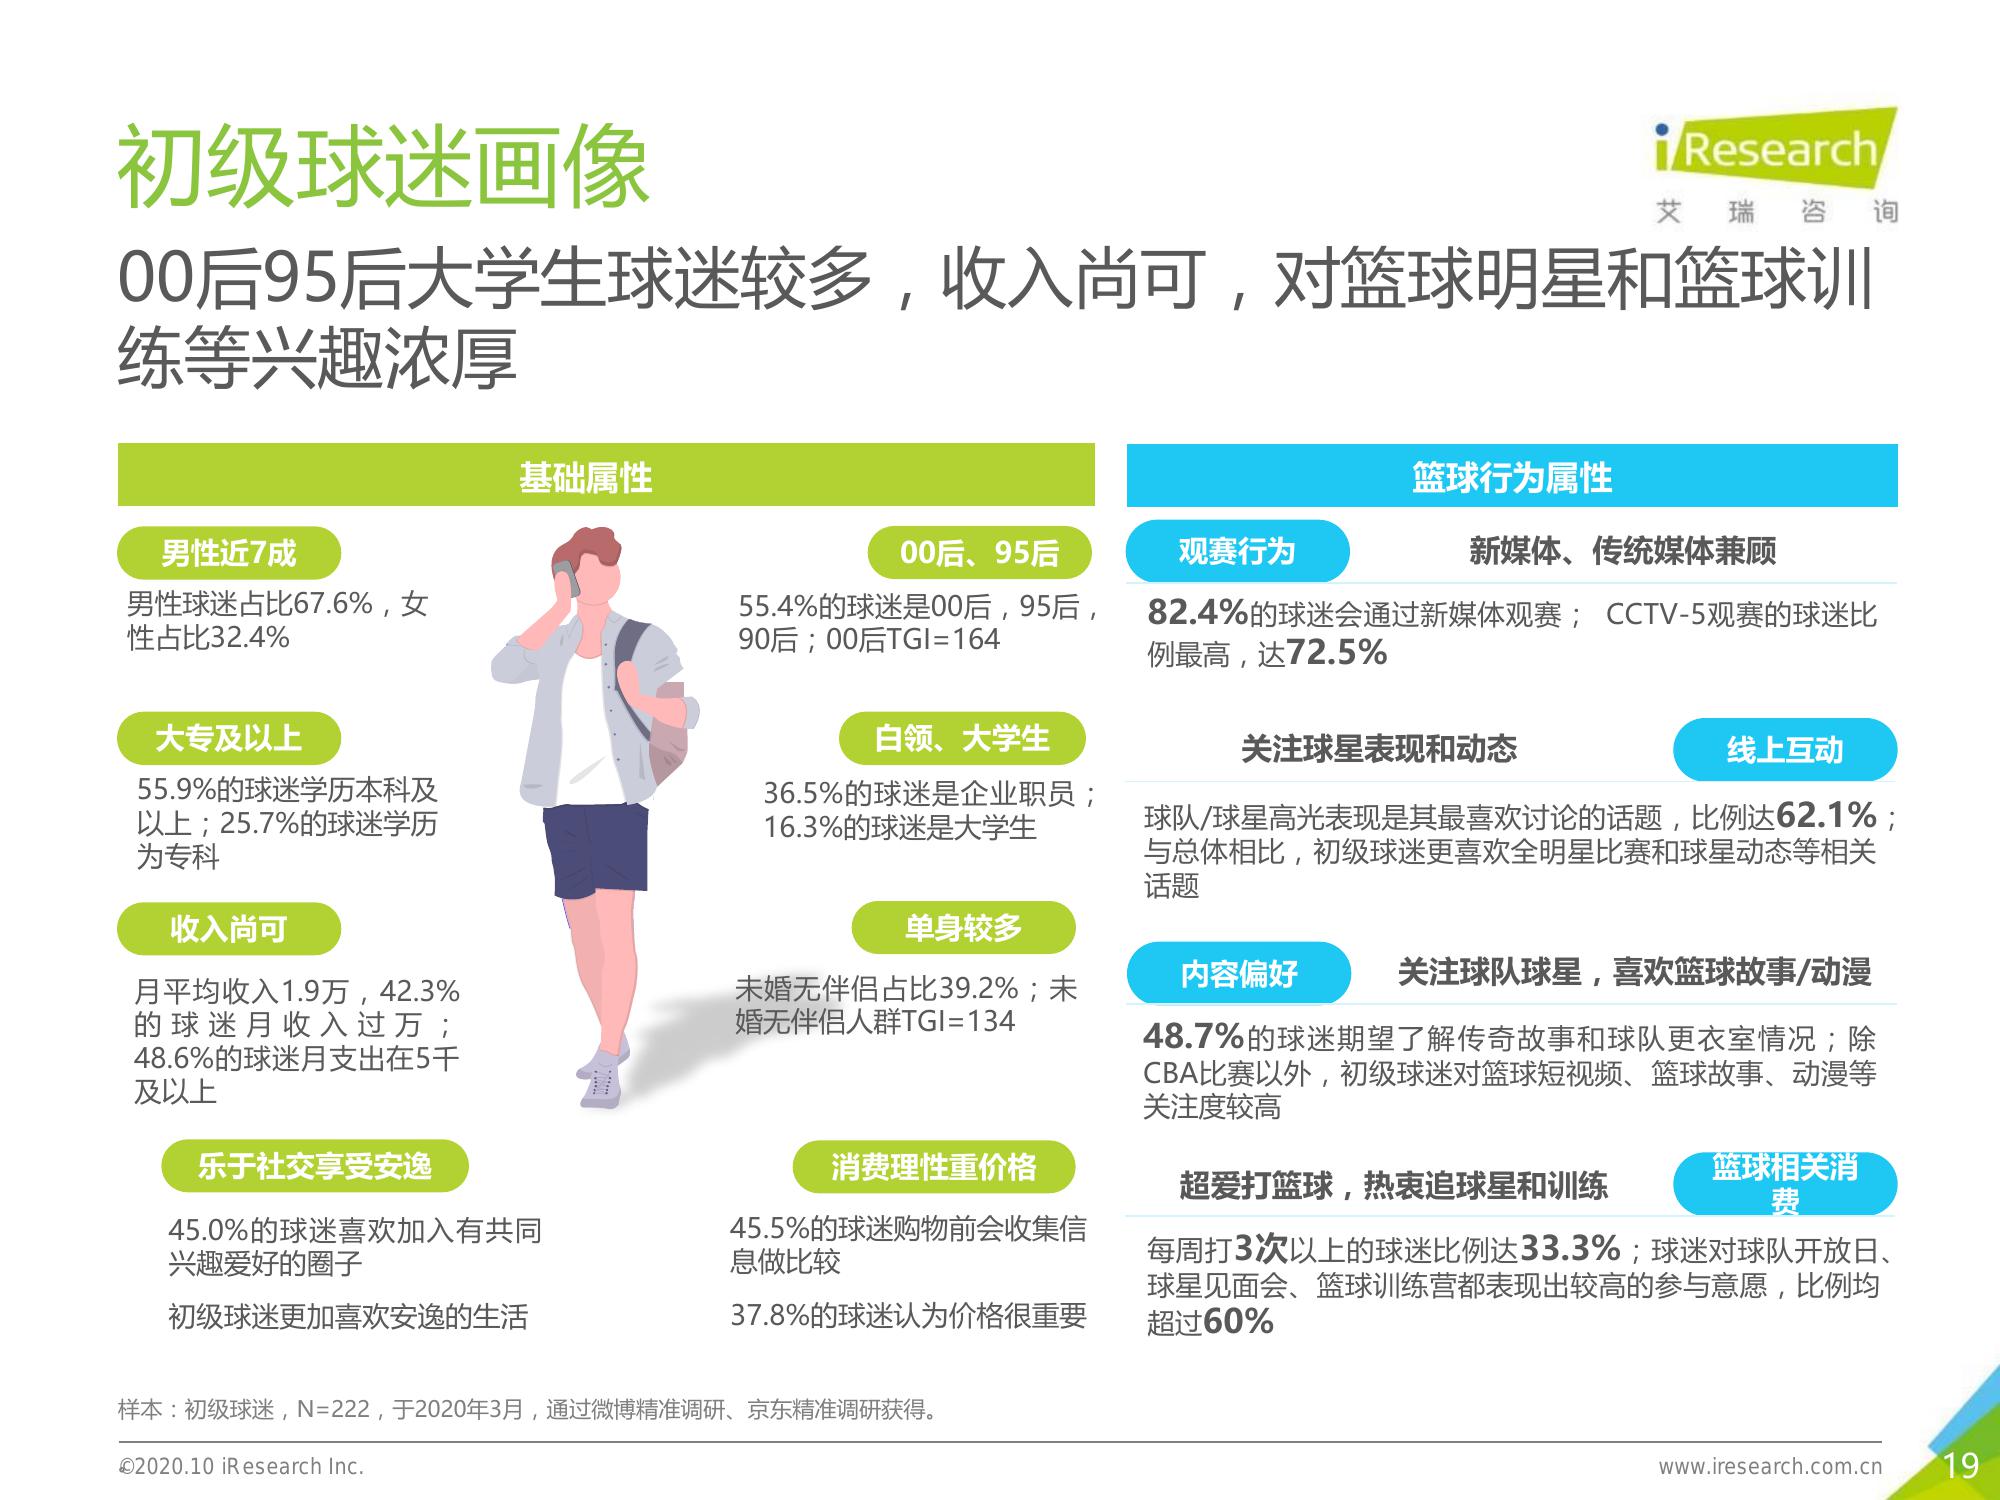 初级球迷画像
iResearch
艾瑞咨询
00后95后大学生球迷较多，收入尚可，对篮球明星和篮球训
练等兴趣浓厚
基础属性
男性近7成
男性球迷占比67.6%，女
性占比32.4%
00后、95后
55.4%的球迷是00后，95后，
90后；00后TGI=164
大专及以上
55.9%的球迷学历本科及
以上；25.7%的球迷学历
为专科
白领、大学生
36.5%的球迷是企业职员；
16.3%的球迷是大学生
收入尚可
月平均收入1.9万，42.3%
的球迷月收入过万；
48.6%的球迷月支出在5千
及以上
单身较多
未婚无伴侣占比39.2%；未
婚无伴侣人群TGI=134
乐于社交享受安逸
45.0%的球迷喜欢加入有共同
兴趣爱好的圈子
初级球迷更加喜欢安逸的生活
消费理性重价格
45.5%的球迷购物前会收集信
息做比较
37.8%的球迷认为价格很重要
篮球行为属性
观赛行为
新媒体、传统媒体兼顾
82.4%的球迷会通过新媒体观赛； CCTV-5观赛的球迷比
例最高，达72.5%
关注球星表现和动态
线上互动
球队/球星高光表现是其最喜欢讨论的话题，比例达62.1%；
与总体相比，初级球迷更喜欢全明星比赛和球星动态等相关
话题
内容偏好
关注球队球星，喜欢篮球故事/动漫
48.7%的球迷期望了解传奇故事和球队更衣室情况；除
CBA比赛以外，初级球迷对篮球短视频、篮球故事、动漫等
关注度较高
超爱打篮球，热衷追球星和训练
篮球相关消
费
每周打3次以上的球迷比例达33.3%；球迷对球队开放日、
球星见面会、篮球训练营都表现出较高的参与意愿，比例均
超过60%
样本：初级球迷，N=222，于2020年3月，通过微博精准调研、京东精准调研获得。
©2020.10 iResearch Inc.
www.iresearch.com.cn
19